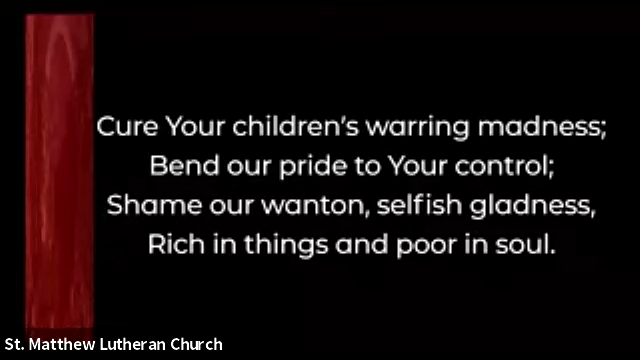 Cure Your children's warring madness;
Bend our pride to Your control;
Shame our wanton, selfish gladness,
Rich in things and poor in soul.
St. Matthew Lutheran Church